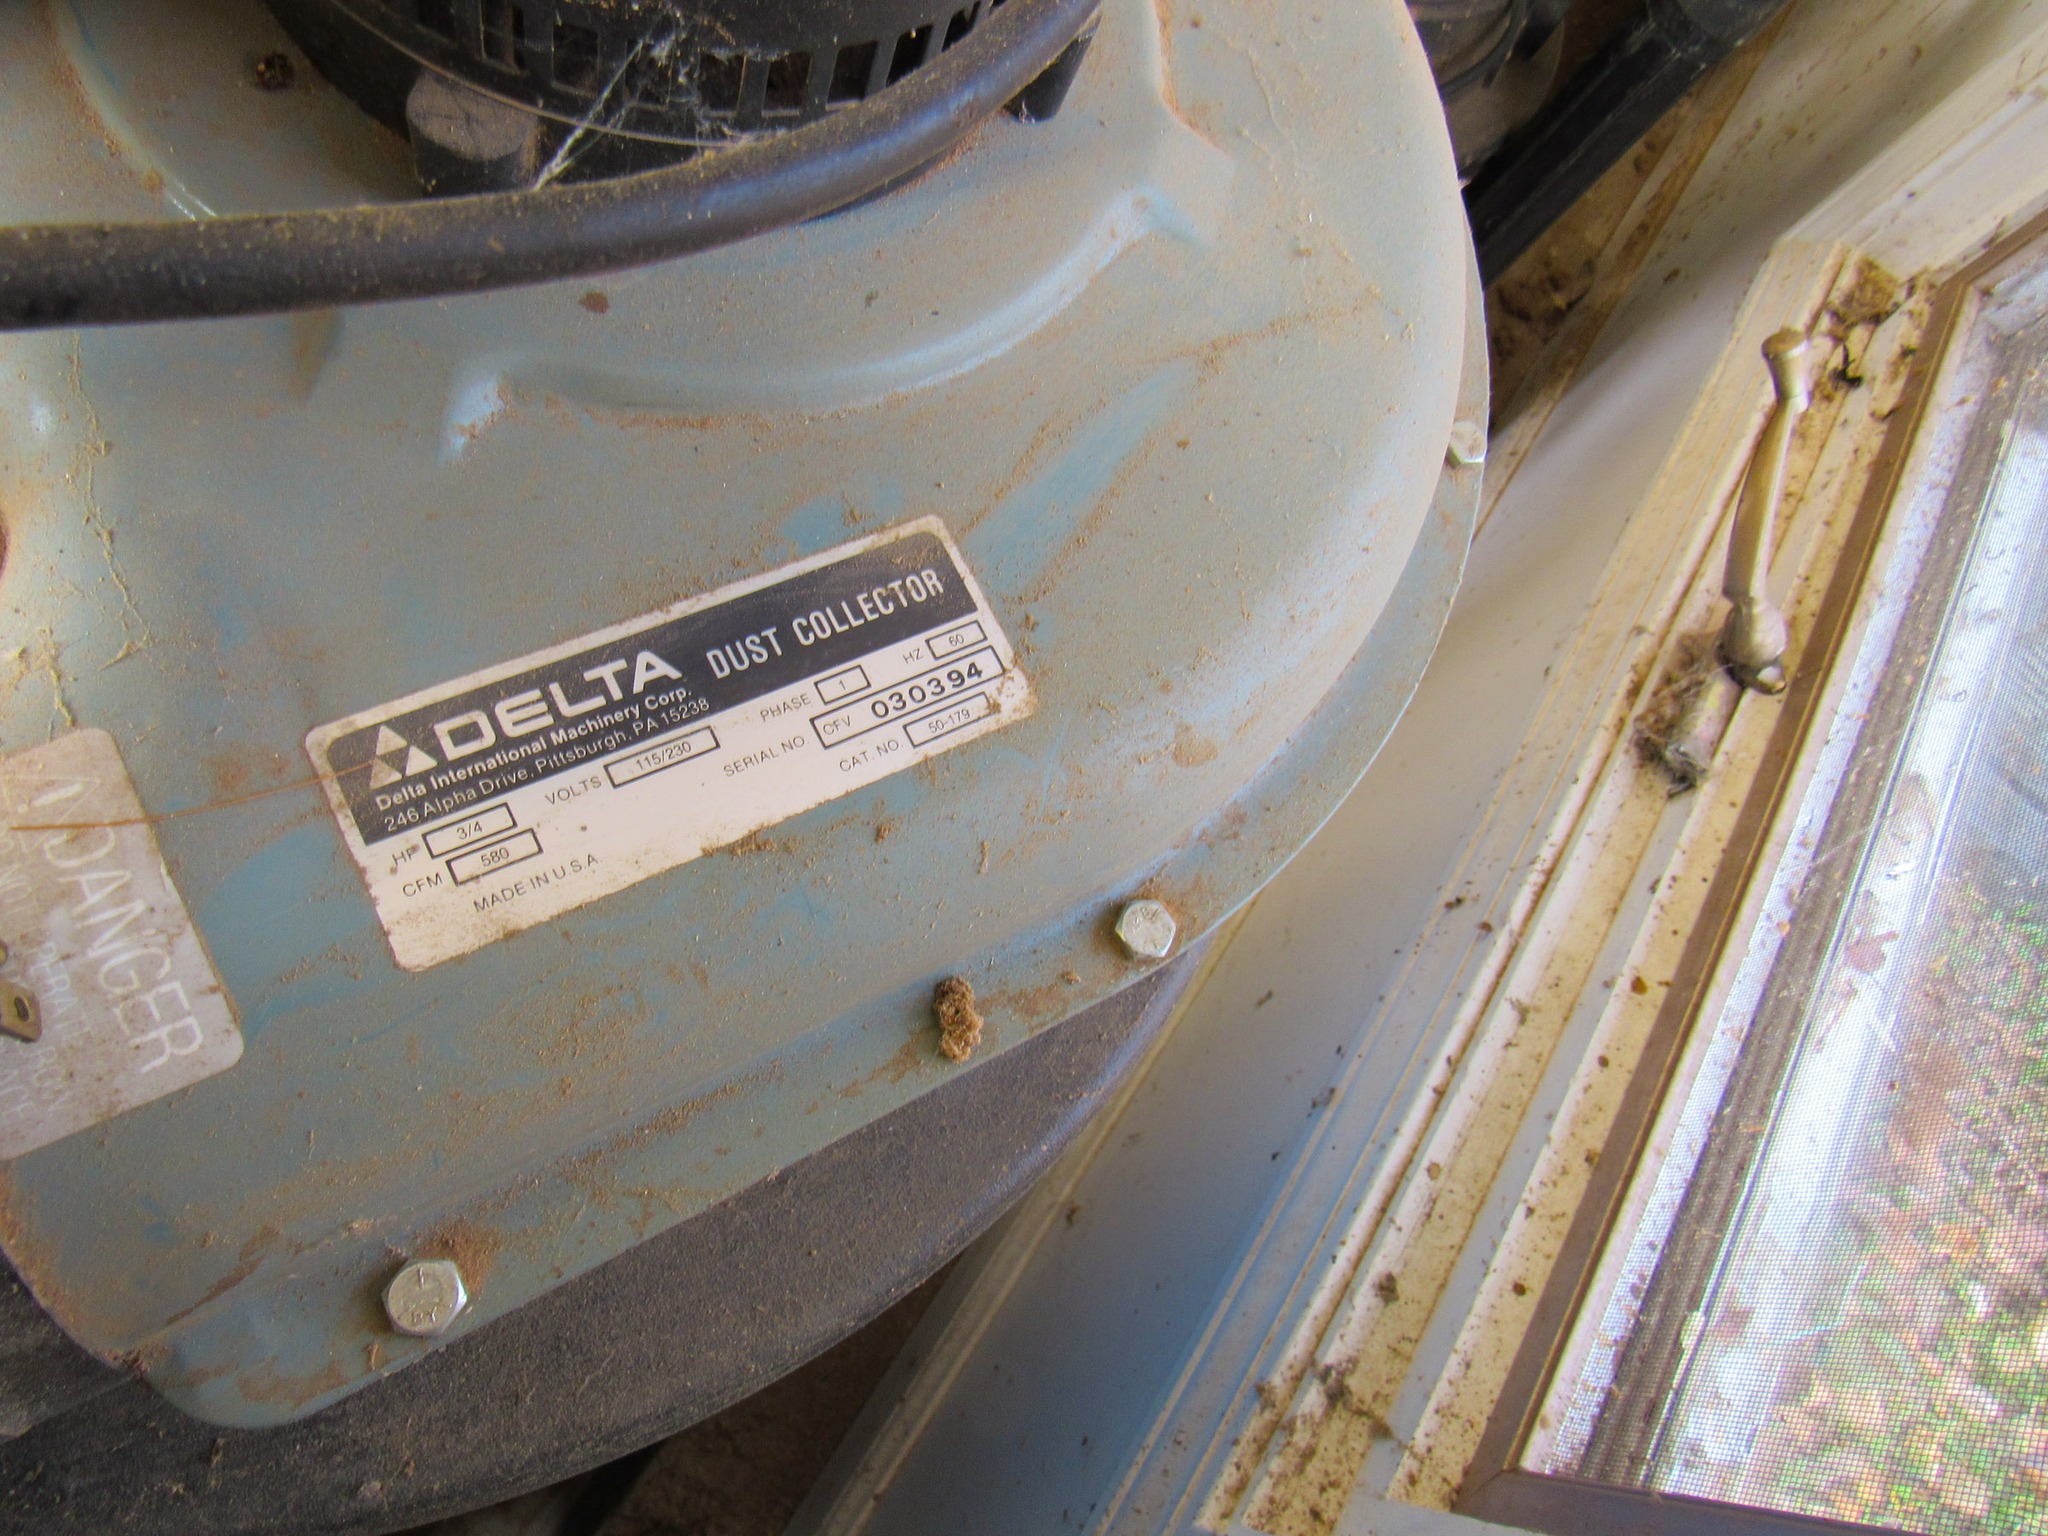 DELTA DUST COLLECTOR
Delta International Machinery Corp.
246 Alpha Drive, Pittsburgh, PA 15238
HP 3/4 VOLTS 115/230 PHASE 1 HZ 60
CFM 580 SERIAL NO. CFV 030394
MADE IN U.S.A. CAT. NO. 50-179
DANGER